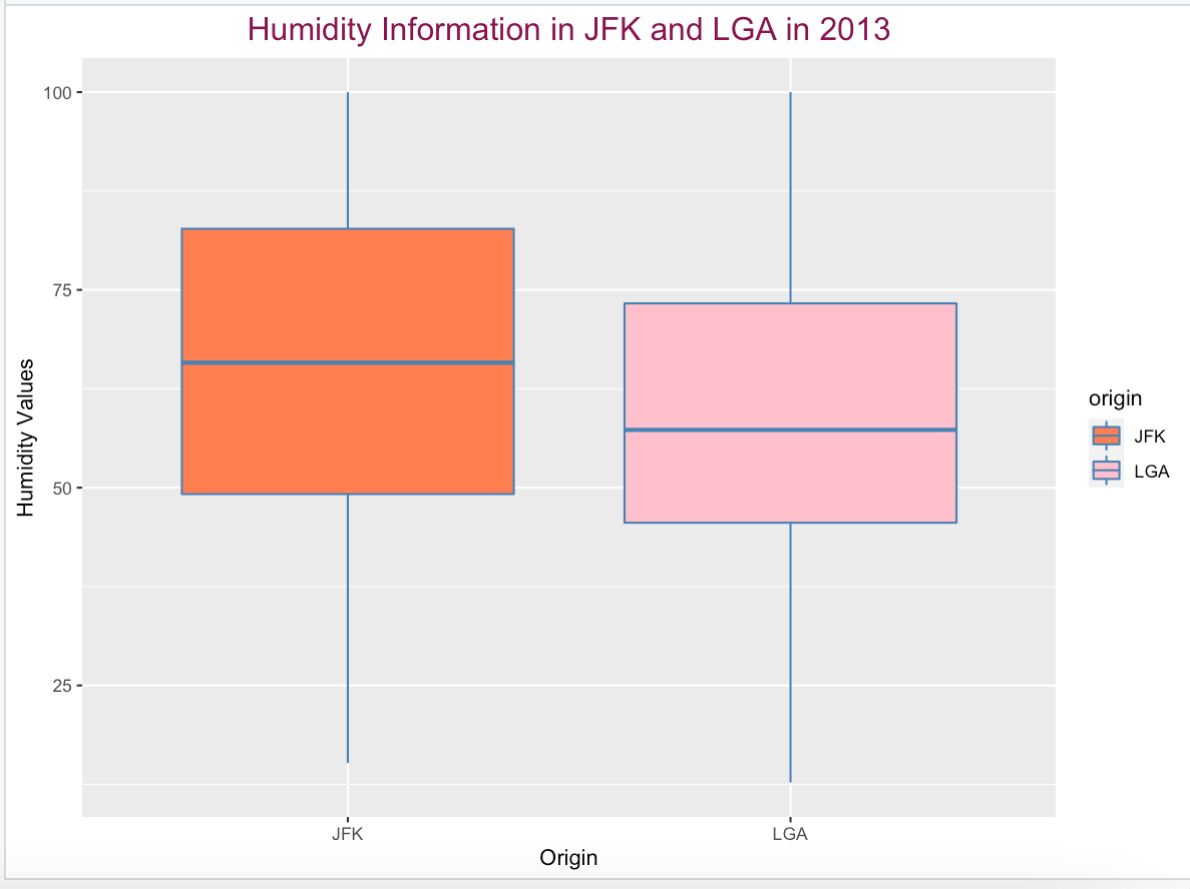 Humidity Information in JFK and LGA in 2013
100
75
50
25
Humidity Values
JFK
LGA
Origin
origin
JFK
LGA